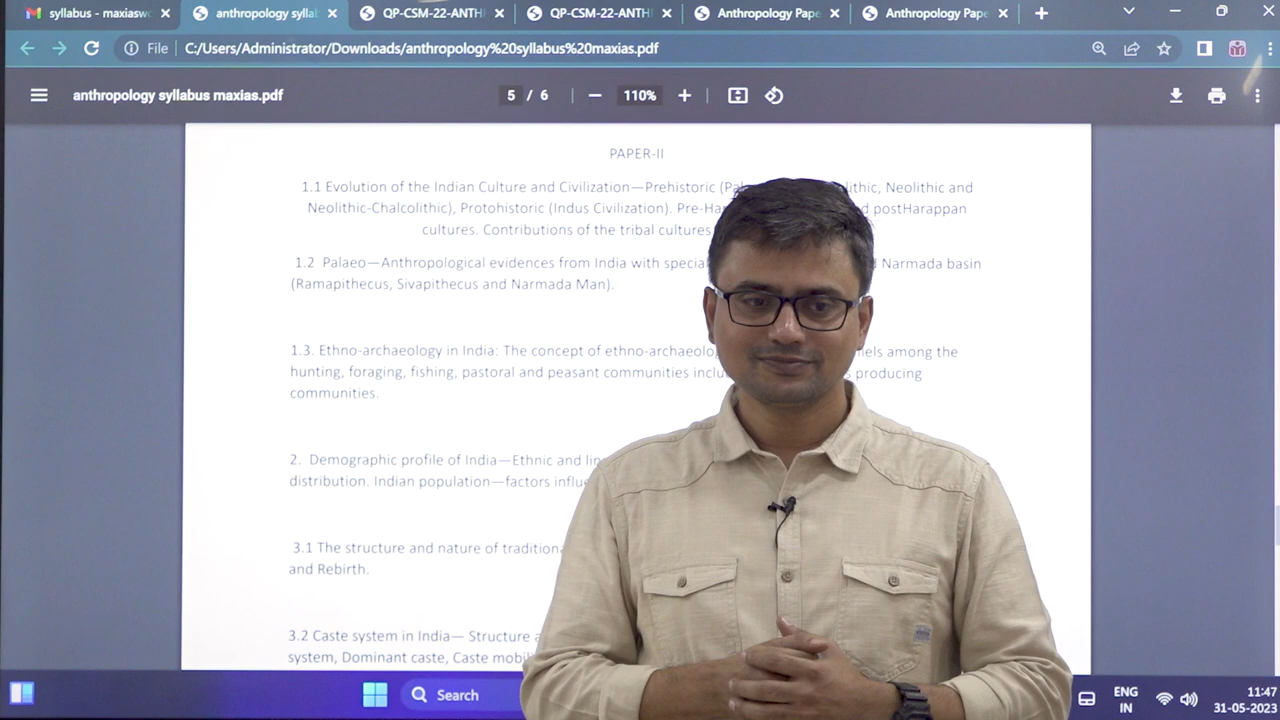 syllabus - maxiasw
anthropology sylla
QP-CSM-22-ANTH
QP-CSM-22-ANTH
Anthropology Pape
Anthropology Pape
File
C:/Users/Administrator/Downloads/anthropology%20syllabus%20maxias.pdf
anthropology syllabus maxias.pdf
5 / 6
110%
PAPER-II
1.1 Evolution of the Indian Culture and Civilization—Prehistoric (Pal lithic, Neolithic and
Neolithic-Chalcolithic), Protohistoric (Indus Civilization). Pre-Har d postHarappan
cultures. Contributions of the tribal cultures
1.2 Palaeo—Anthropological evidences from India with special d Narmada basin
(Ramapithecus, Sivapithecus and Narmada Man).
1.3. Ethno-archaeology in India: The concept of ethno-archaeolo els among the
hunting, foraging, fishing, pastoral and peasant communities inclu producing
communities.
2. Demographic profile of India—Ethnic and lin
distribution. Indian population—factors influ
3.1 The structure and nature of tradition
and Rebirth.
3.2 Caste system in India— Structure a
system, Dominant caste, Caste mobil
Search
ENG
IN
11:47
31-05-2023